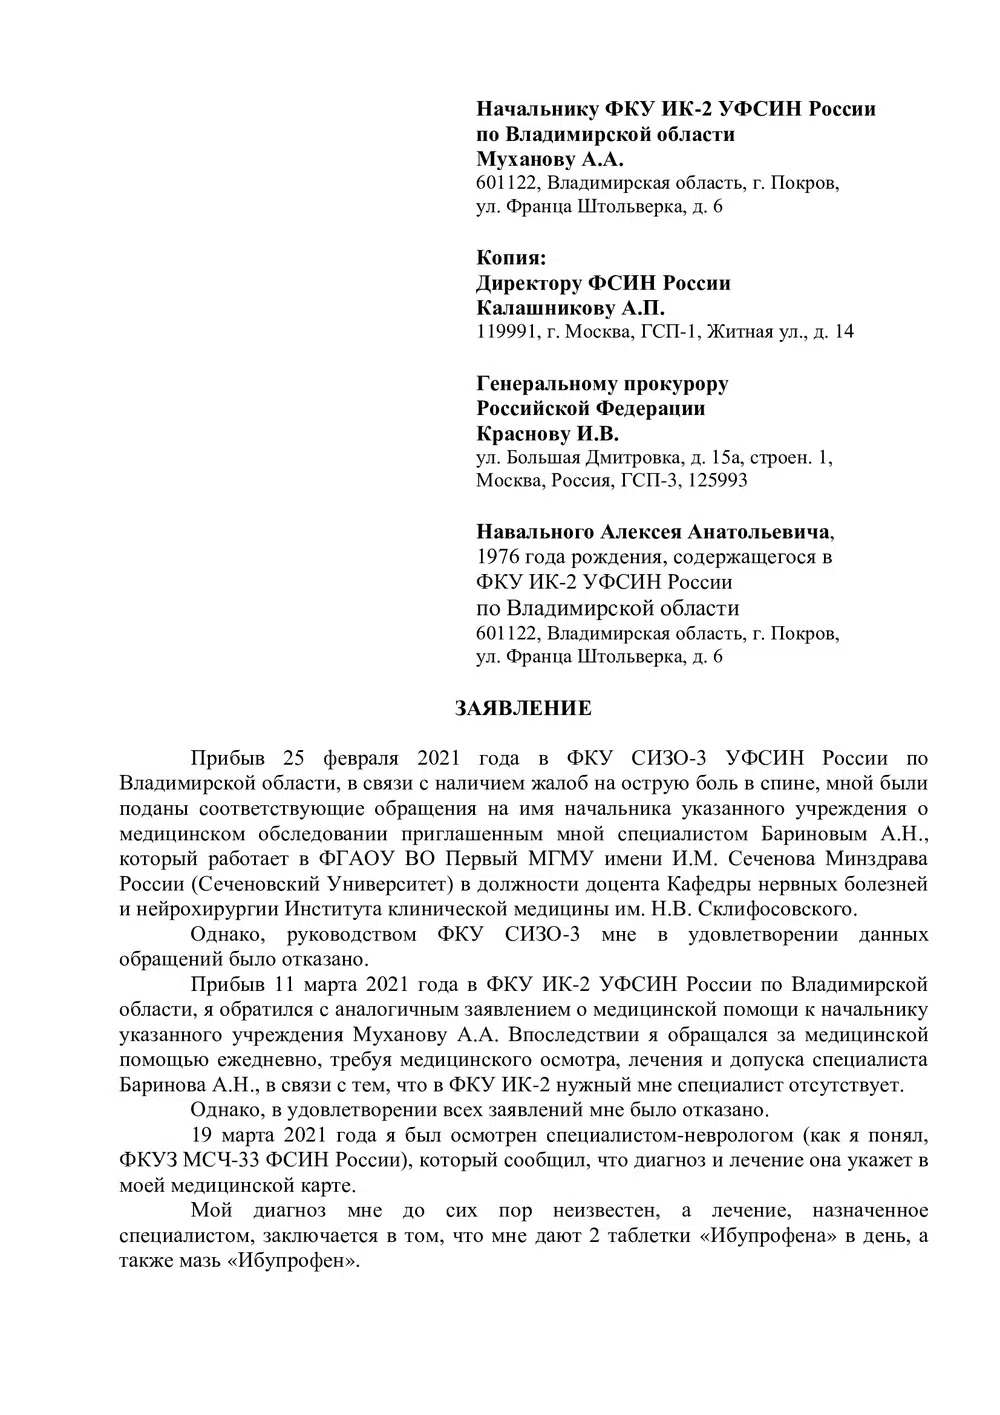 Начальнику ФКУ ИК-2 УФСИН России
по Владимирской области
Муханову А.А.
601122, Владимирская область, г. Покров,
ул. Франца Штольверка, д. 6
Копия:
Директору ФСИН России
Калашникову А.П.
119991, г. Москва, ГСП-1, Житная ул., д. 14
Генеральному прокурору
Российской Федерации
Краснову И.В.
ул. Большая Дмитровка, д. 15а, строен. 1,
Москва, Россия, ГСП-3, 125993
Навального Алексея Анатольевича,
1976 года рождения, содержащегося в
ФКУ ИК-2 УФСИН России
по Владимирской области
601122, Владимирская область, г. Покров,
ул. Франца Штольверка, д. 6
ЗАЯВЛЕНИЕ
Прибыв 25 февраля 2021 года в ФКУ СИЗО-3 УФСИН России по
Владимирской области, в связи с наличием жалоб на острую боль в спине, мной были
поданы соответствующие обращения на имя начальника указанного учреждения о
медицинском обследовании приглашенным мной специалистом Бариновым А.Н.,
который работает в ФГАОУ ВО Первый МГМУ имени И.М. Сеченова Минздрава
России (Сеченовский Университет) в должности доцента Кафедры нервных болезней
и нейрохирургии Института клинической медицины им. Н.В. Склифосовского.
Однако, руководством ФКУ СИЗО-3 мне в удовлетворении данных
обращений было отказано.
Прибыв 11 марта 2021 года в ФКУ ИК-2 УФСИН России по Владимирской
области, я обратился с аналогичным заявлением о медицинской помощи к начальнику
указанного учреждения Муханову А.А. Впоследствии я обращался за медицинской
помощью ежедневно, требуя медицинского осмотра, лечения и допуска специалиста
Баринова А.Н., в связи с тем, что в ФКУ ИК-2 нужный мне специалист отсутствует.
Однако, в удовлетворении всех заявлений мне было отказано.
19 марта 2021 года я был осмотрен специалистом-неврологом (как я понял,
ФКУЗ МСЧ-33 ФСИН России), который сообщил, что диагноз и лечение она укажет в
моей медицинской карте.
Мой диагноз мне до сих пор неизвестен, а лечение, назначенное
специалистом, заключается в том, что мне дают 2 таблетки «Ибупрофена» в день, а
также мазь «Ибупрофен».